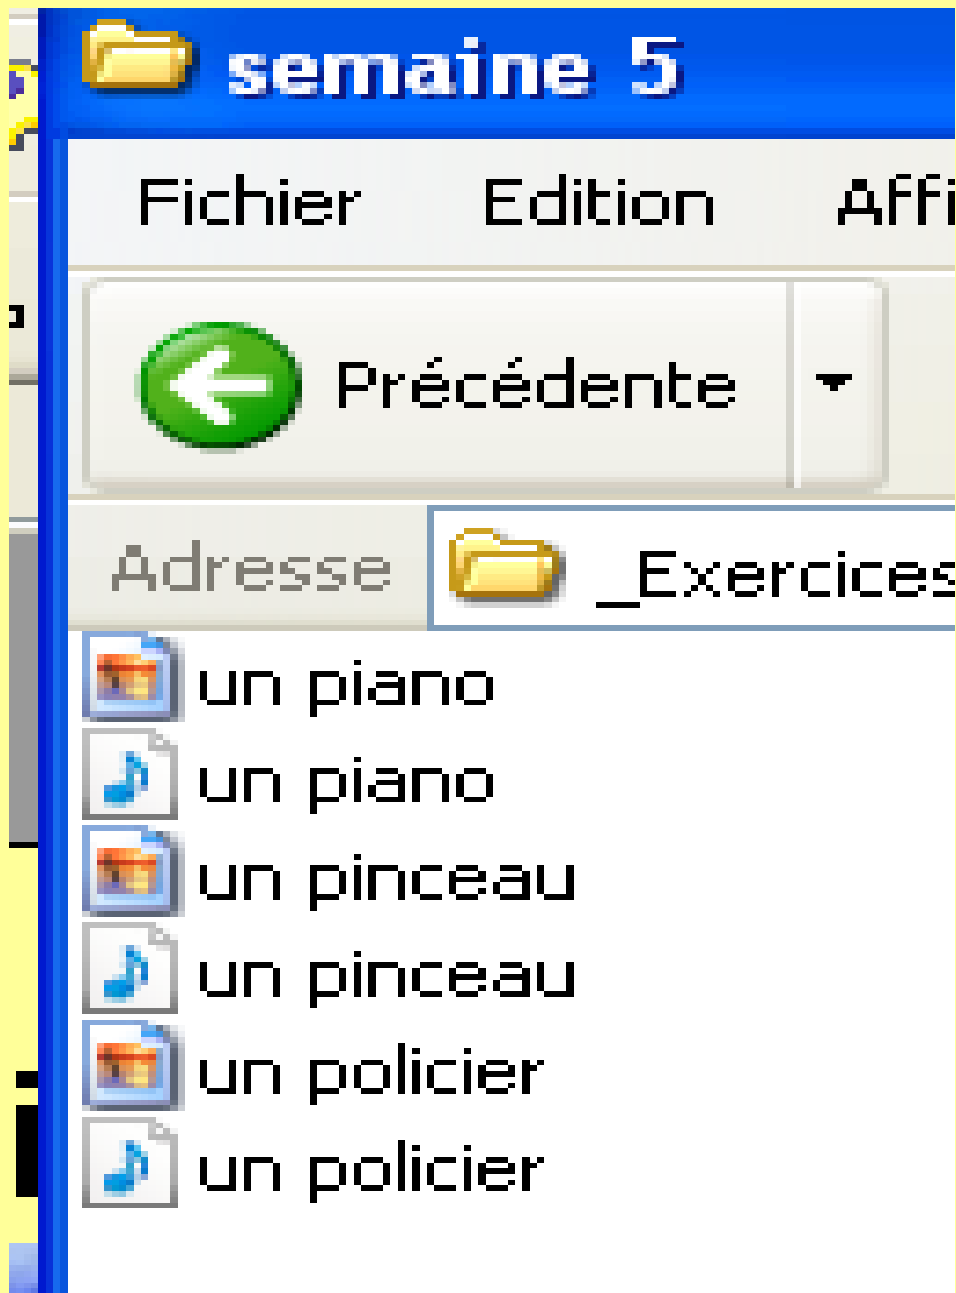 semaine 5
Fichier Edition Affi
Précédente
Adresse _Exercices
un piano
un piano
un pinceau
un pinceau
un policier
un policier